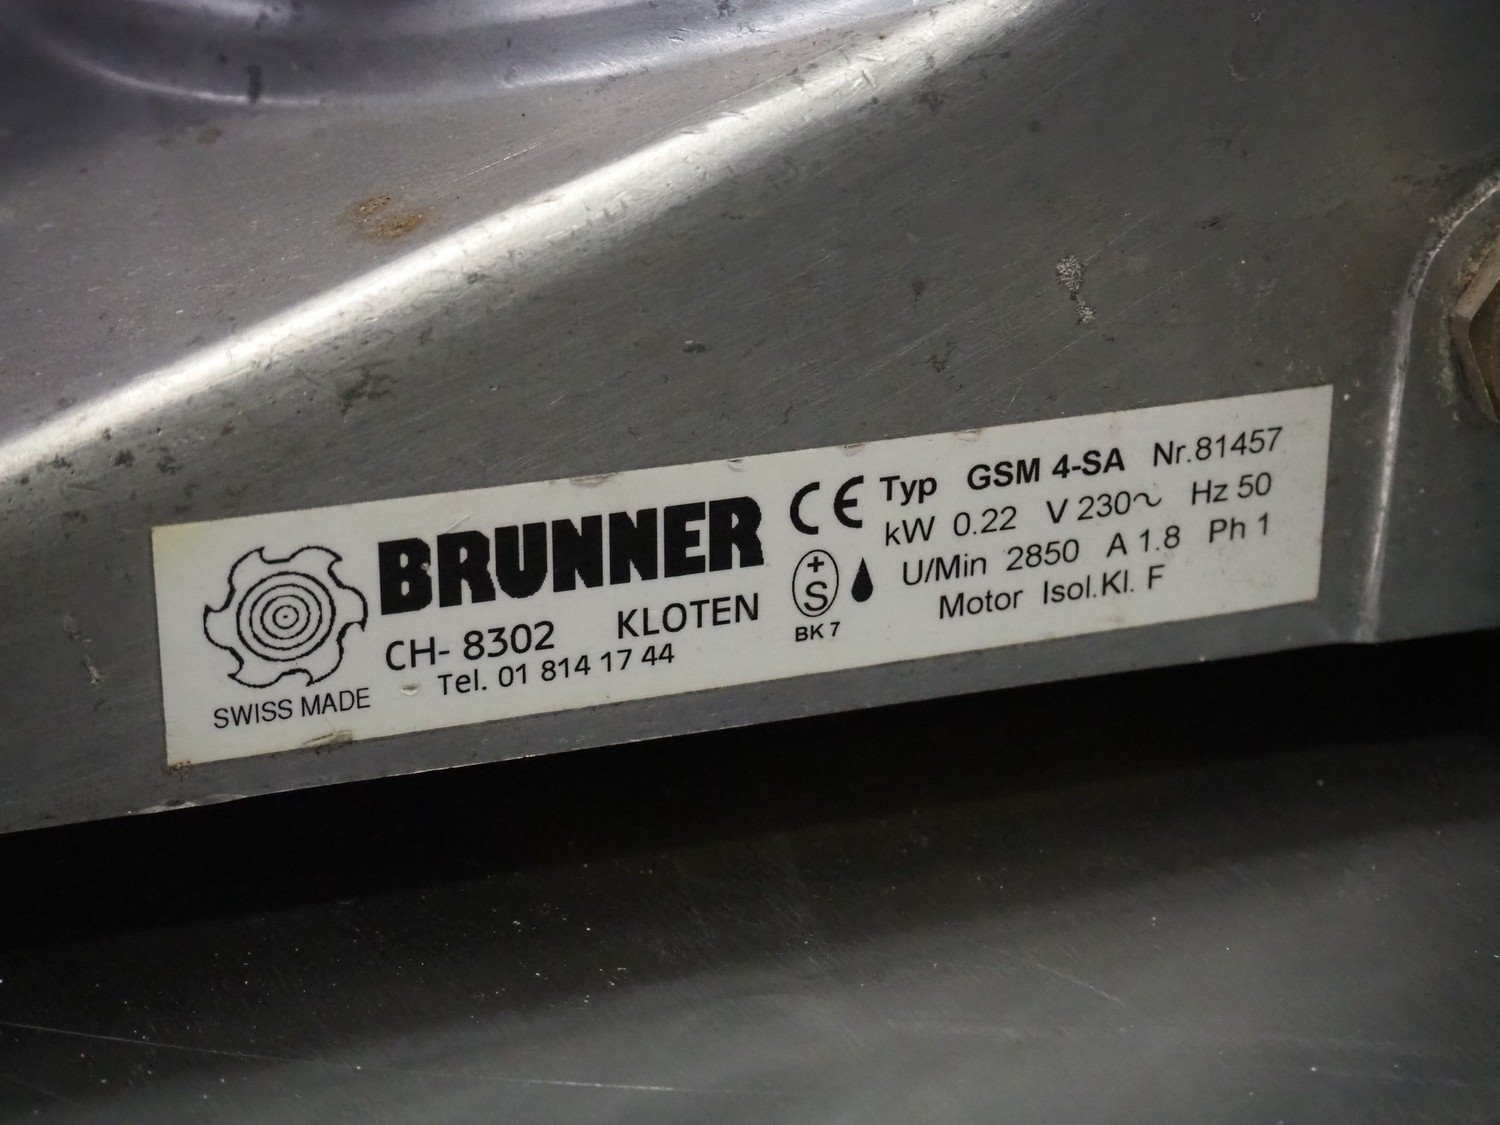 BRUNNER
CH- 8302 KLOTEN
Tel. 01 814 17 44
SWISS MADE
CE
+
S
BK 7
Typ GSM 4-SA Nr.81457
kW 0.22 V 230~ Hz 50
U/Min 2850 A 1.8 Ph 1
Motor Isol.Kl. F